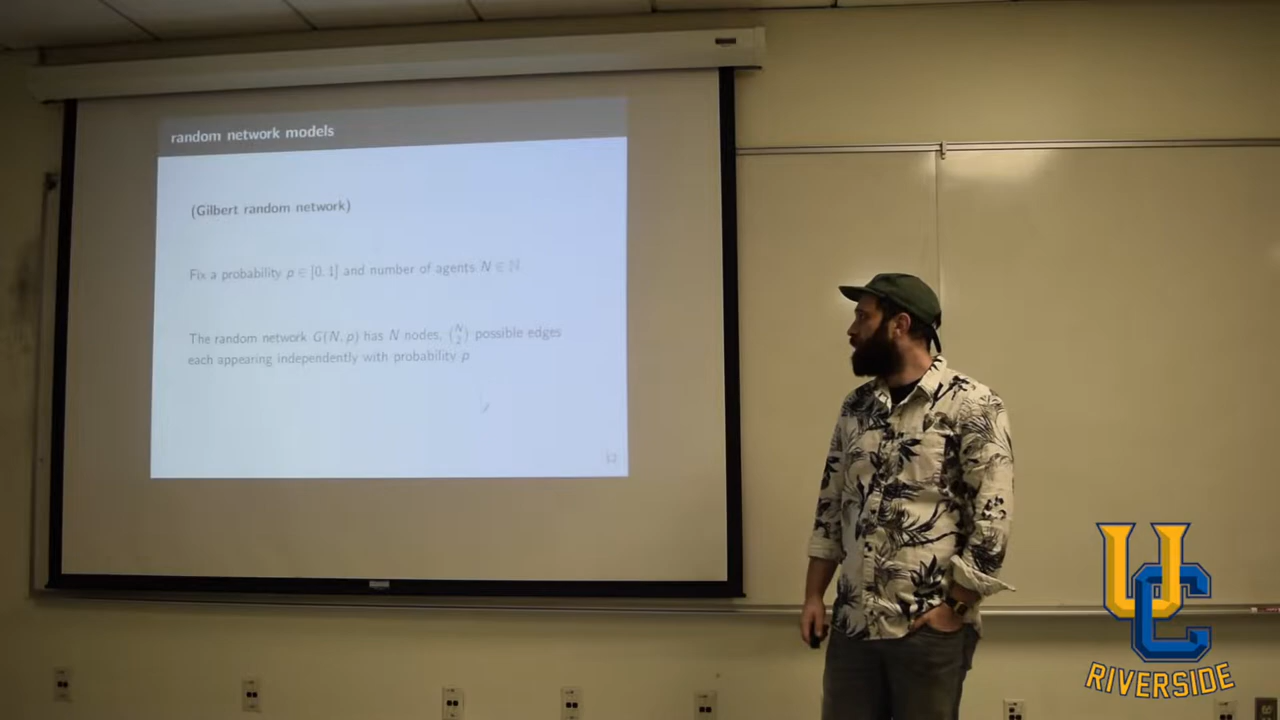 random network models
(Gilbert random network)
Fix a probability p ∈ [0, 1] and number of agents N ∈ ℕ
The random network G(N, p) has N nodes, (N 2) possible edges
each appearing independently with probability p
12
UC
RIVERSIDE